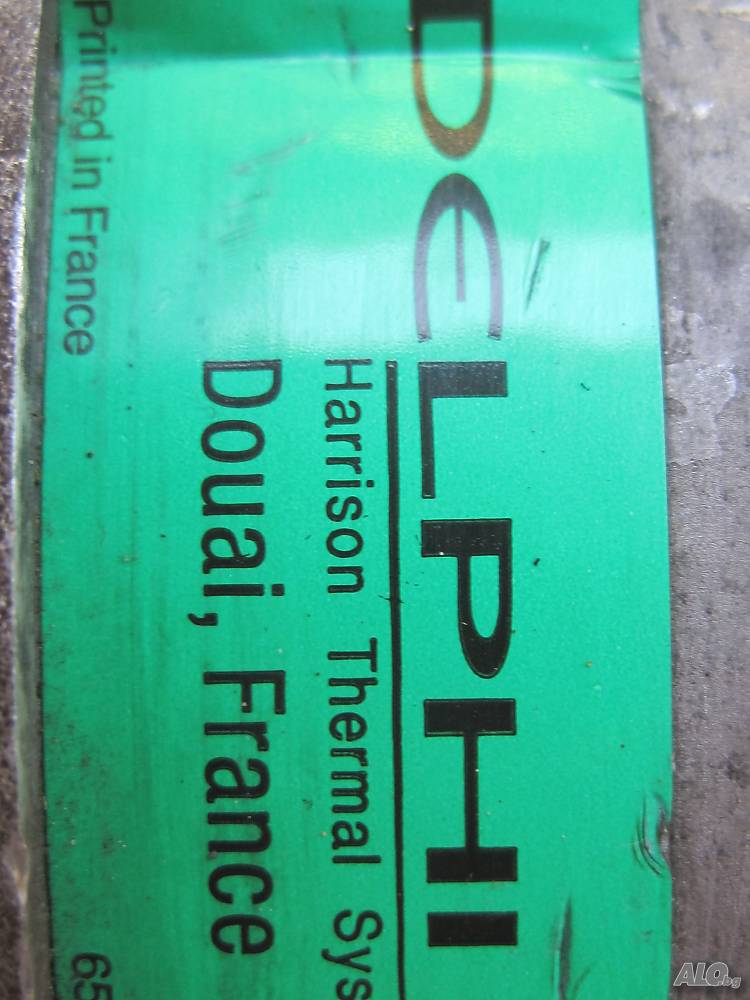 DELPHI
Harrison Thermal Sys
Douai, France
Printed in France
65
ALO.bg